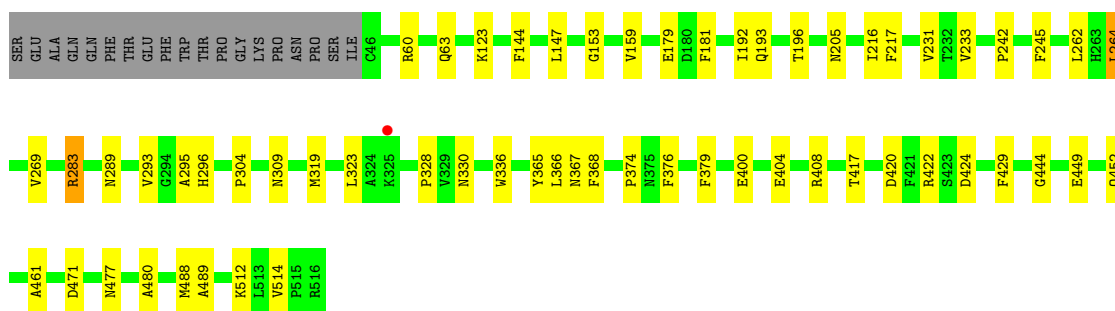 SER GLU ALA GLN GLN PHE THR GLU PHE TRP THR PRO GLY LYS PRO ASN PRO SER ILE C46 R60 Q63 K123 F144 L147 G153 V159 E179 D180 F181 I192 Q193 T196 N205 I216 F217 V231 T232 V233 P242 F245 L262 H263 L264
V269 R283 N289 V293 G294 A295 H296 P304 N309 M319 L323 A324 K325 P328 V329 N330 W336 Y365 L366 N367 F368 P374 N375 F376 F379 E400 E404 R408 T417 D420 F421 R422 S423 D424 F429 G444 E449
A461 D471 N477 A480 M488 A489 K512 L513 V514 P515 R516